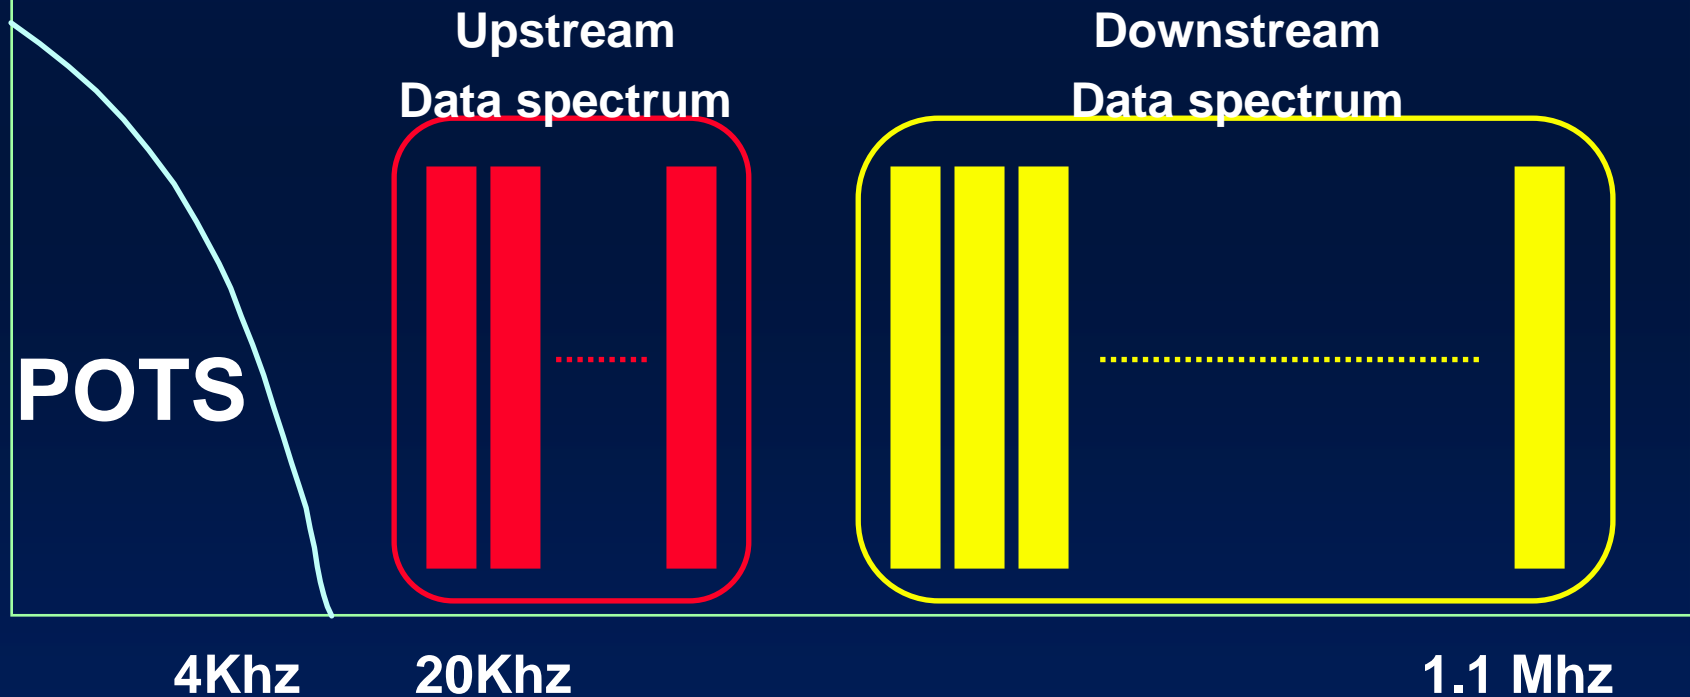 Upstream
Data spectrum
Downstream
Data spectrum
POTS
4Khz
20Khz
1.1 Mhz